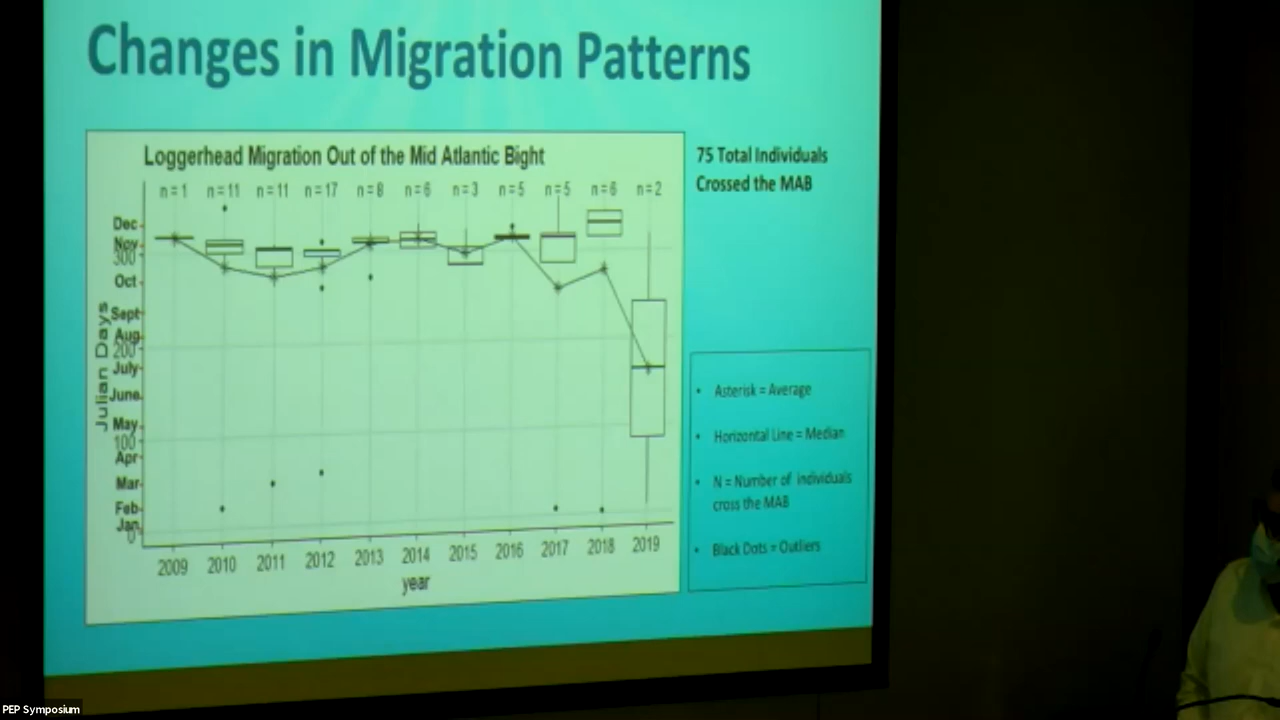 Changes in Migration Patterns
Loggerhead Migration Out of the Mid Atlantic Bight
n=1 n=11 n=11 n=17 n=8 n=6 n=3 n=5 n=5 n=6 n=2
Dec
Nov
300
Oct
Sept
Aug
200
July
June
May
100
Apr
Mar
Feb
Jan
0
Julian Days
2009 2010 2011 2012 2013 2014 2015 2016 2017 2018 2019
year
75 Total Individuals
Crossed the MAB
• Asterisk = Average
• Horizontal Line = Median
• N = Number of individuals
cross the MAB
• Black Dots = Outliers
PEP Symposium